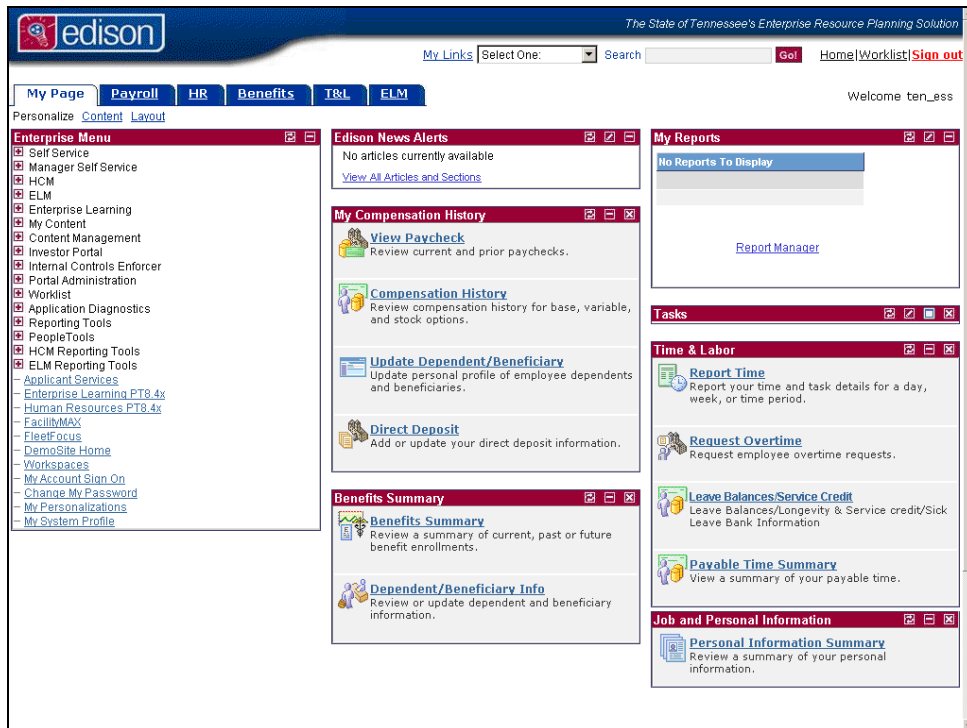 edison
The State of Tennessee's Enterprise Resource Planning Solution
My Links Select One: Search Go! Home|Worklist|Sign out
My Page Payroll HR Benefits T&L ELM
Welcome ten_ess
Personalize Content Layout
Enterprise Menu
Self Service
Manager Self Service
HCM
ELM
Enterprise Learning
My Content
Content Management
Investor Portal
Internal Controls Enforcer
Portal Administration
Worklist
Application Diagnostics
Reporting Tools
PeopleTools
HCM Reporting Tools
ELM Reporting Tools
Applicant Services
Enterprise Learning PT8.4x
Human Resources PT8.4x
FacilityMAX
FleetFocus
DemoSite Home
Workspaces
My Account Sign On
Change My Password
My Personalizations
My System Profile
Edison News Alerts
No articles currently available
View All Articles and Sections
My Compensation History
View Paycheck
Review current and prior paychecks.
Compensation History
Review compensation history for base, variable,
and stock options.
Update Dependent/Beneficiary
Update personal profile of employee dependents
and beneficiaries.
Direct Deposit
Add or update your direct deposit information.
Benefits Summary
Benefits Summary
Review a summary of current, past or future
benefit enrollments.
Dependent/Beneficiary Info
Review or update dependent and beneficiary
information.
My Reports
No Reports To Display
Report Manager
Tasks
Time & Labor
Report Time
Report your time and task details for a day,
week, or time period.
Request Overtime
Request employee overtime requests.
Leave Balances/Service Credit
Leave Balances/Longevity & Service credit/Sick
Leave Bank Information
Payable Time Summary
View a summary of your payable time.
Job and Personal Information
Personal Information Summary
Review a summary of your personal
information.